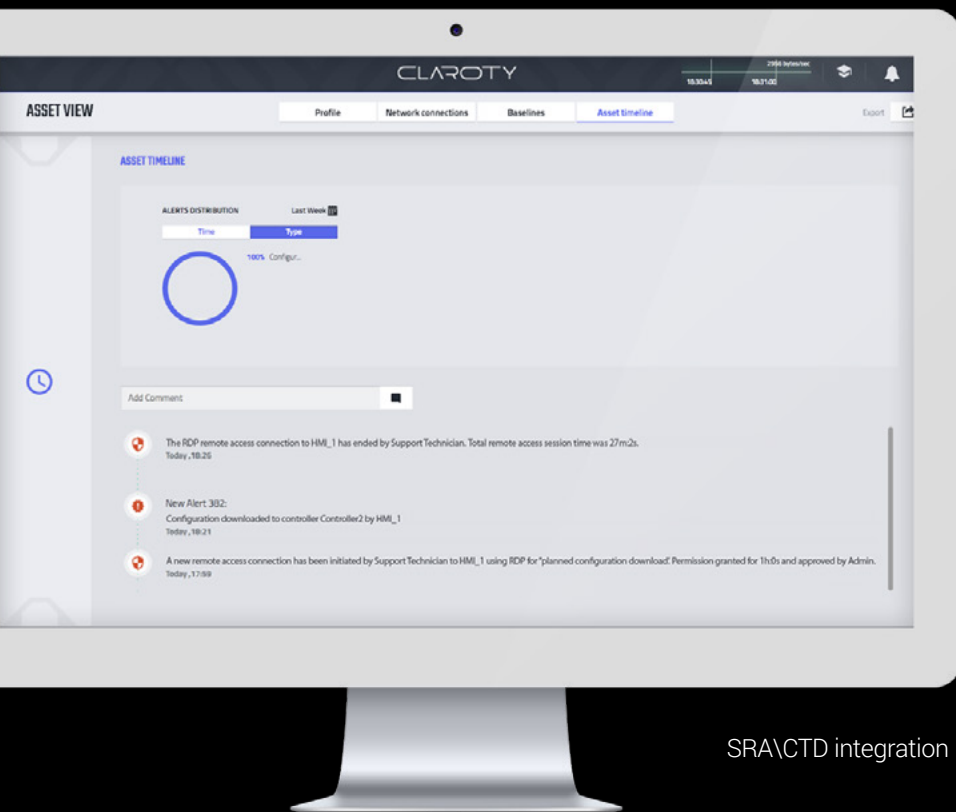 CLAROTY
2966 bytes/sec
18:30:45 18:31:00
ASSET VIEW
Profile Network connections Baselines Asset timeline
Export
ASSET TIMELINE
ALERTS DISTRIBUTION Last Week
Time Type
100% Configur...
Add Comment
The RDP remote access connection to HMI_1 has ended by Support Technician. Total remote access session time was 27m:2s.
Today ,18:26
New Alert 382:
Configuration downloaded to controller Controller2 by HMI_1
Today ,18:21
A new remote access connection has been initiated by Support Technician to HMI_1 using RDP for "planned configuration download". Permission granted for 1h:0s and approved by Admin.
Today ,17:59
SRA\CTD integration